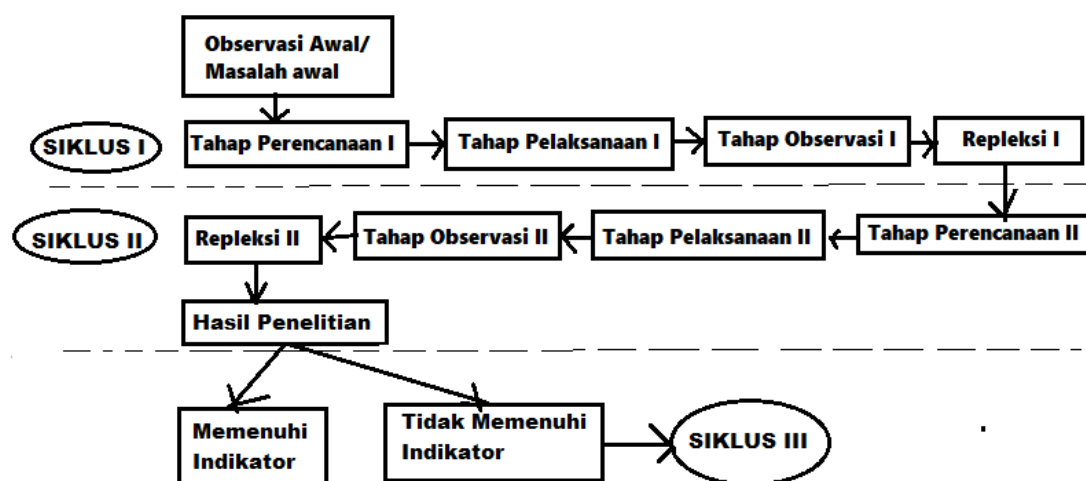 Observasi Awal/
Masalah awal
SIKLUS I
Tahap Perencanaan I
Tahap Pelaksanaan I
Tahap Observasi I
Repleksi I
SIKLUS II
Repleksi II
Tahap Observasi II
Tahap Pelaksanaan II
Tahap Perencanaan II
Hasil Penelitian
Memenuhi
Indikator
Tidak Memenuhi
Indikator
SIKLUS III